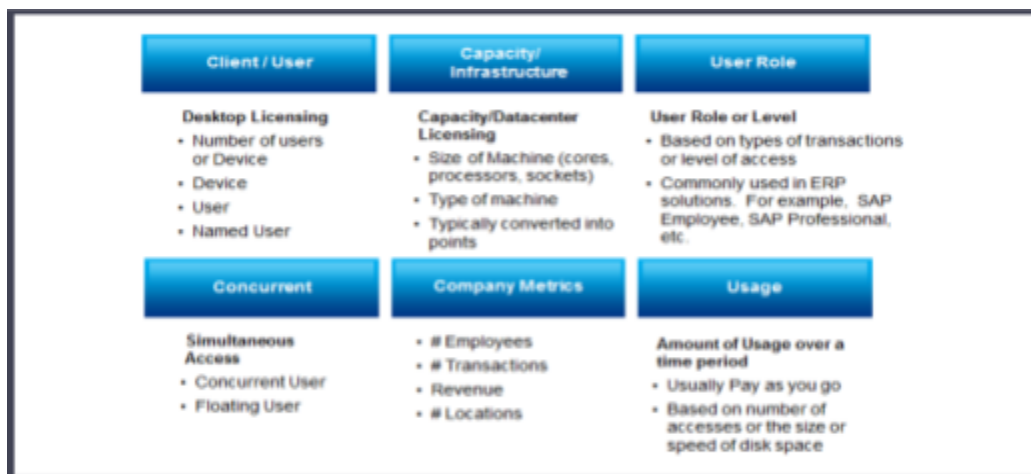 Client / User
Desktop Licensing
• Number of users
or Device
• Device
• User
• Named User
Capacity/
Infrastructure
Capacity/Datacenter
Licensing
• Size of Machine (cores,
processors, sockets)
• Type of machine
• Typically converted into
points
User Role
User Role or Level
• Based on types of transactions
or level of access
• Commonly used in ERP
solutions. For example, SAP
Employee, SAP Professional,
etc.
Concurrent
Simultaneous
Access
• Concurrent User
• Floating User
Company Metrics
• # Employees
• # Transactions
• Revenue
• # Locations
Usage
Amount of Usage over a
time period
• Usually Pay as you go
• Based on number of
accesses or the size or
speed of disk space